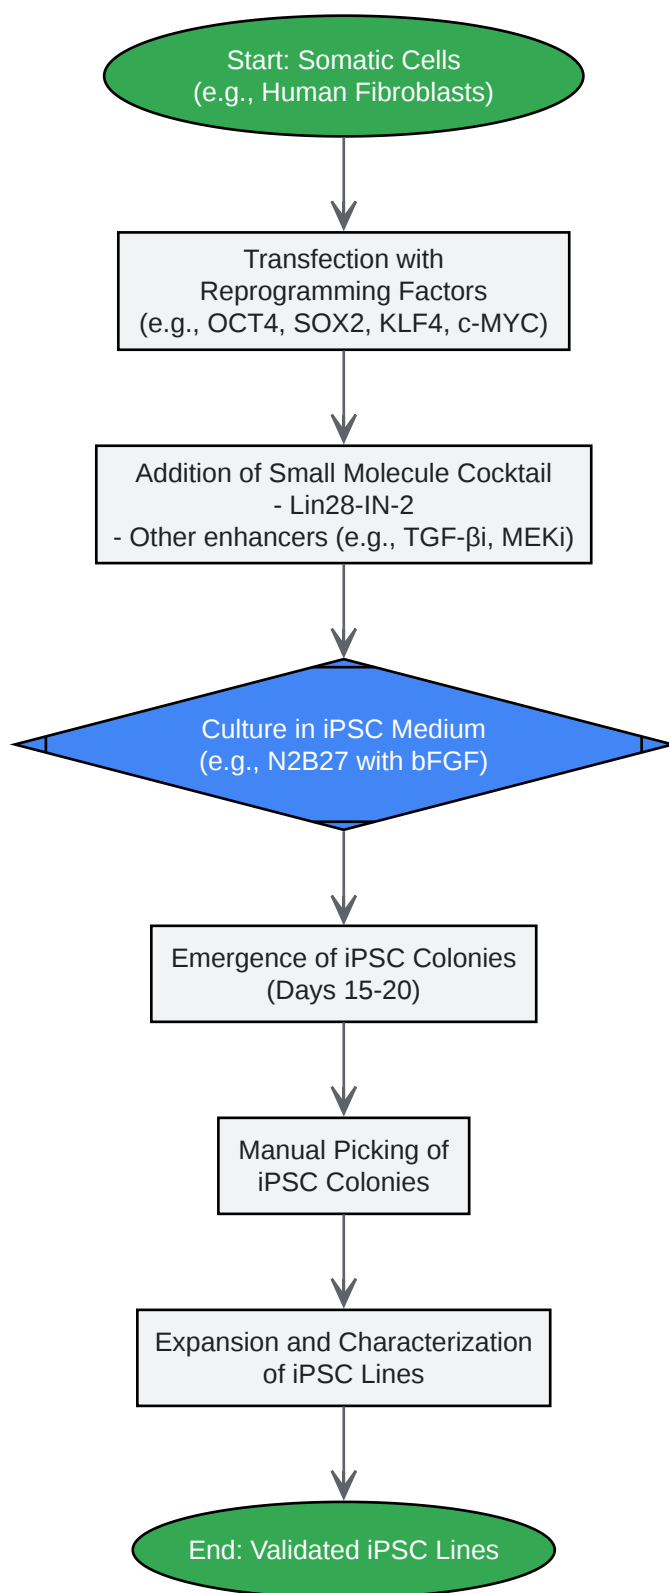 Start: Somatic Cells
(e.g., Human Fibroblasts)
Transfection with
Reprogramming Factors
(e.g., OCT4, SOX2, KLF4, c-MYC)
Addition of Small Molecule Cocktail
- Lin28-IN-2
- Other enhancers (e.g., TGF-βi, MEKi)
Culture in iPSC Medium
(e.g., N2B27 with bFGF)
Emergence of iPSC Colonies
(Days 15-20)
Manual Picking of
iPSC Colonies
Expansion and Characterization
of iPSC Lines
End: Validated iPSC Lines